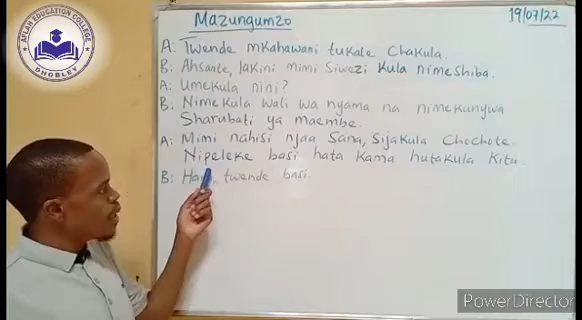 AFLAH EDUCATION COLLEGE
DHOBLEY
Mazungumzo
19/07/22
A: Twende mkahawani tukale Chakula.
B: Ahsante, lakini mimi siwezi kula nimeshiba.
A: Umekula nini?
B: Nimekula wali wa nyama na nimekunywa
Sharubati ya maembe.
A: Mimi nahisi njaa Sana, Sijakula Chochote.
Nipeleke basi hata kama hutakula Kitu.
B: twende basi.
PowerDirector